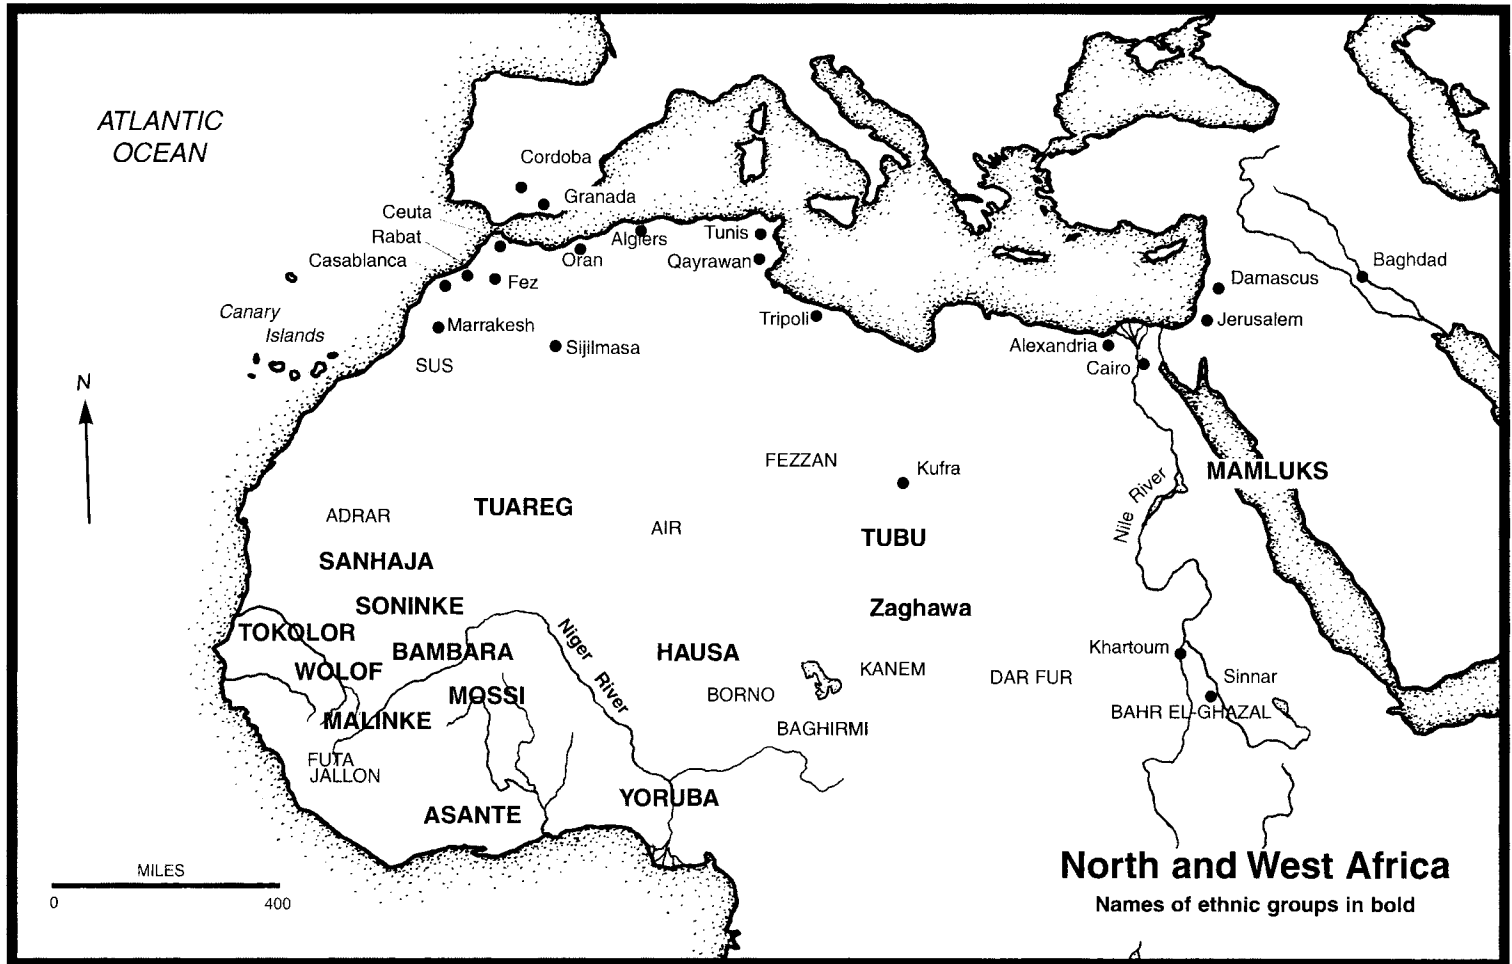 ATLANTIC
OCEAN
Cordoba
Granada
Ceuta
Rabat
Casablanca
Algiers
Oran
Tunis
Qayrawan
Fez
Canary
Islands
Marrakesh
Sijilmasa
SUS
Tripoli
Baghdad
Damascus
Jerusalem
Alexandria
Cairo
N
FEZZAN
Kufra
MAMLUKS
Nile River
TUAREG
ADRAR
AIR
TUBU
SANHAJA
SONINKE
Zaghawa
TOKOLOR
BAMBARA
Niger River
HAUSA
WOLOF
MOSSI
BORNO
KANEM
DAR FUR
Khartoum
Sinnar
BAHR EL-GHAZAL
MALINKE
BAGHIRMI
FUTA
JALLON
ASANTE
YORUBA
MILES
0 400
North and West Africa
Names of ethnic groups in bold